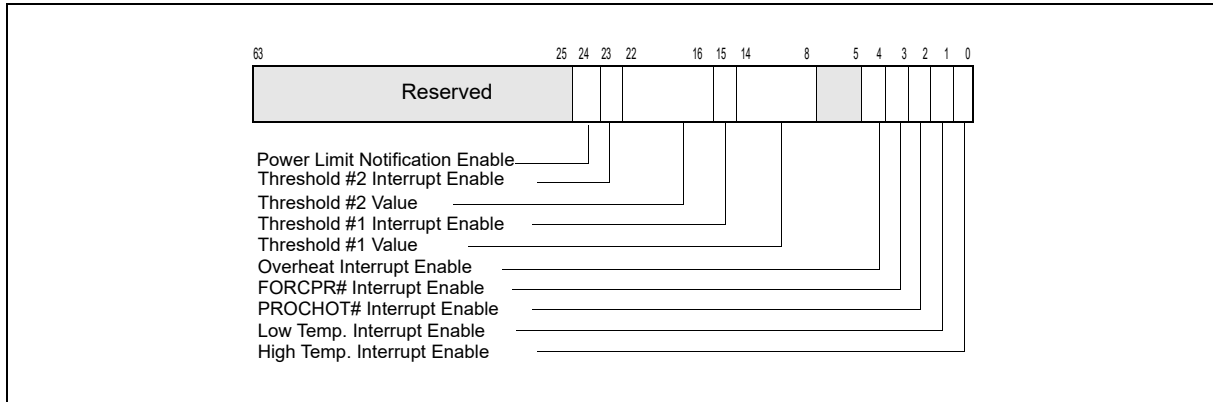 63 25 24 23 22 16 15 14 8 5 4 3 2 1 0
Reserved
Power Limit Notification Enable
Threshold #2 Interrupt Enable
Threshold #2 Value
Threshold #1 Interrupt Enable
Threshold #1 Value
Overheat Interrupt Enable
FORCPR# Interrupt Enable
PROCHOT# Interrupt Enable
Low Temp. Interrupt Enable
High Temp. Interrupt Enable